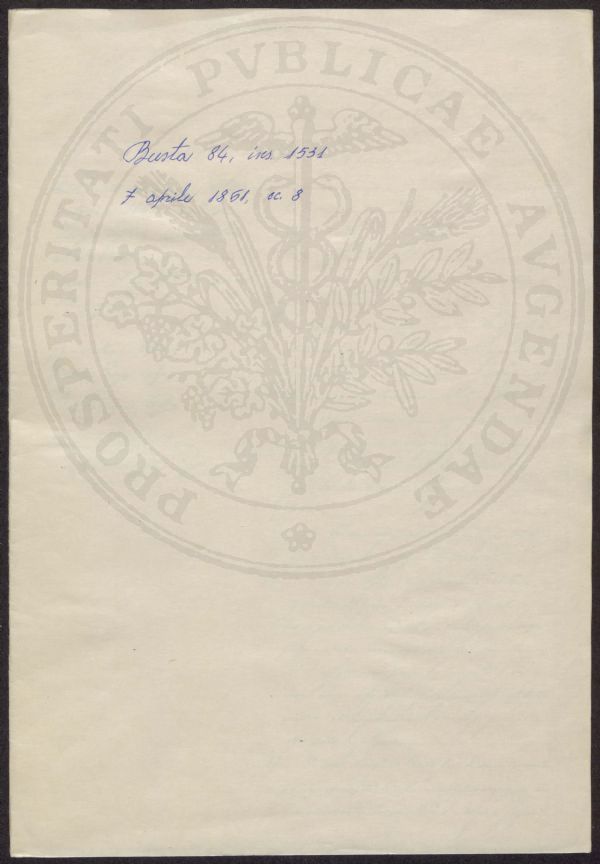 PROSPERITATI PVBLICAE AVGENDAE
Busta 84, ins. 1531
7 aprile 1861, cc. 8